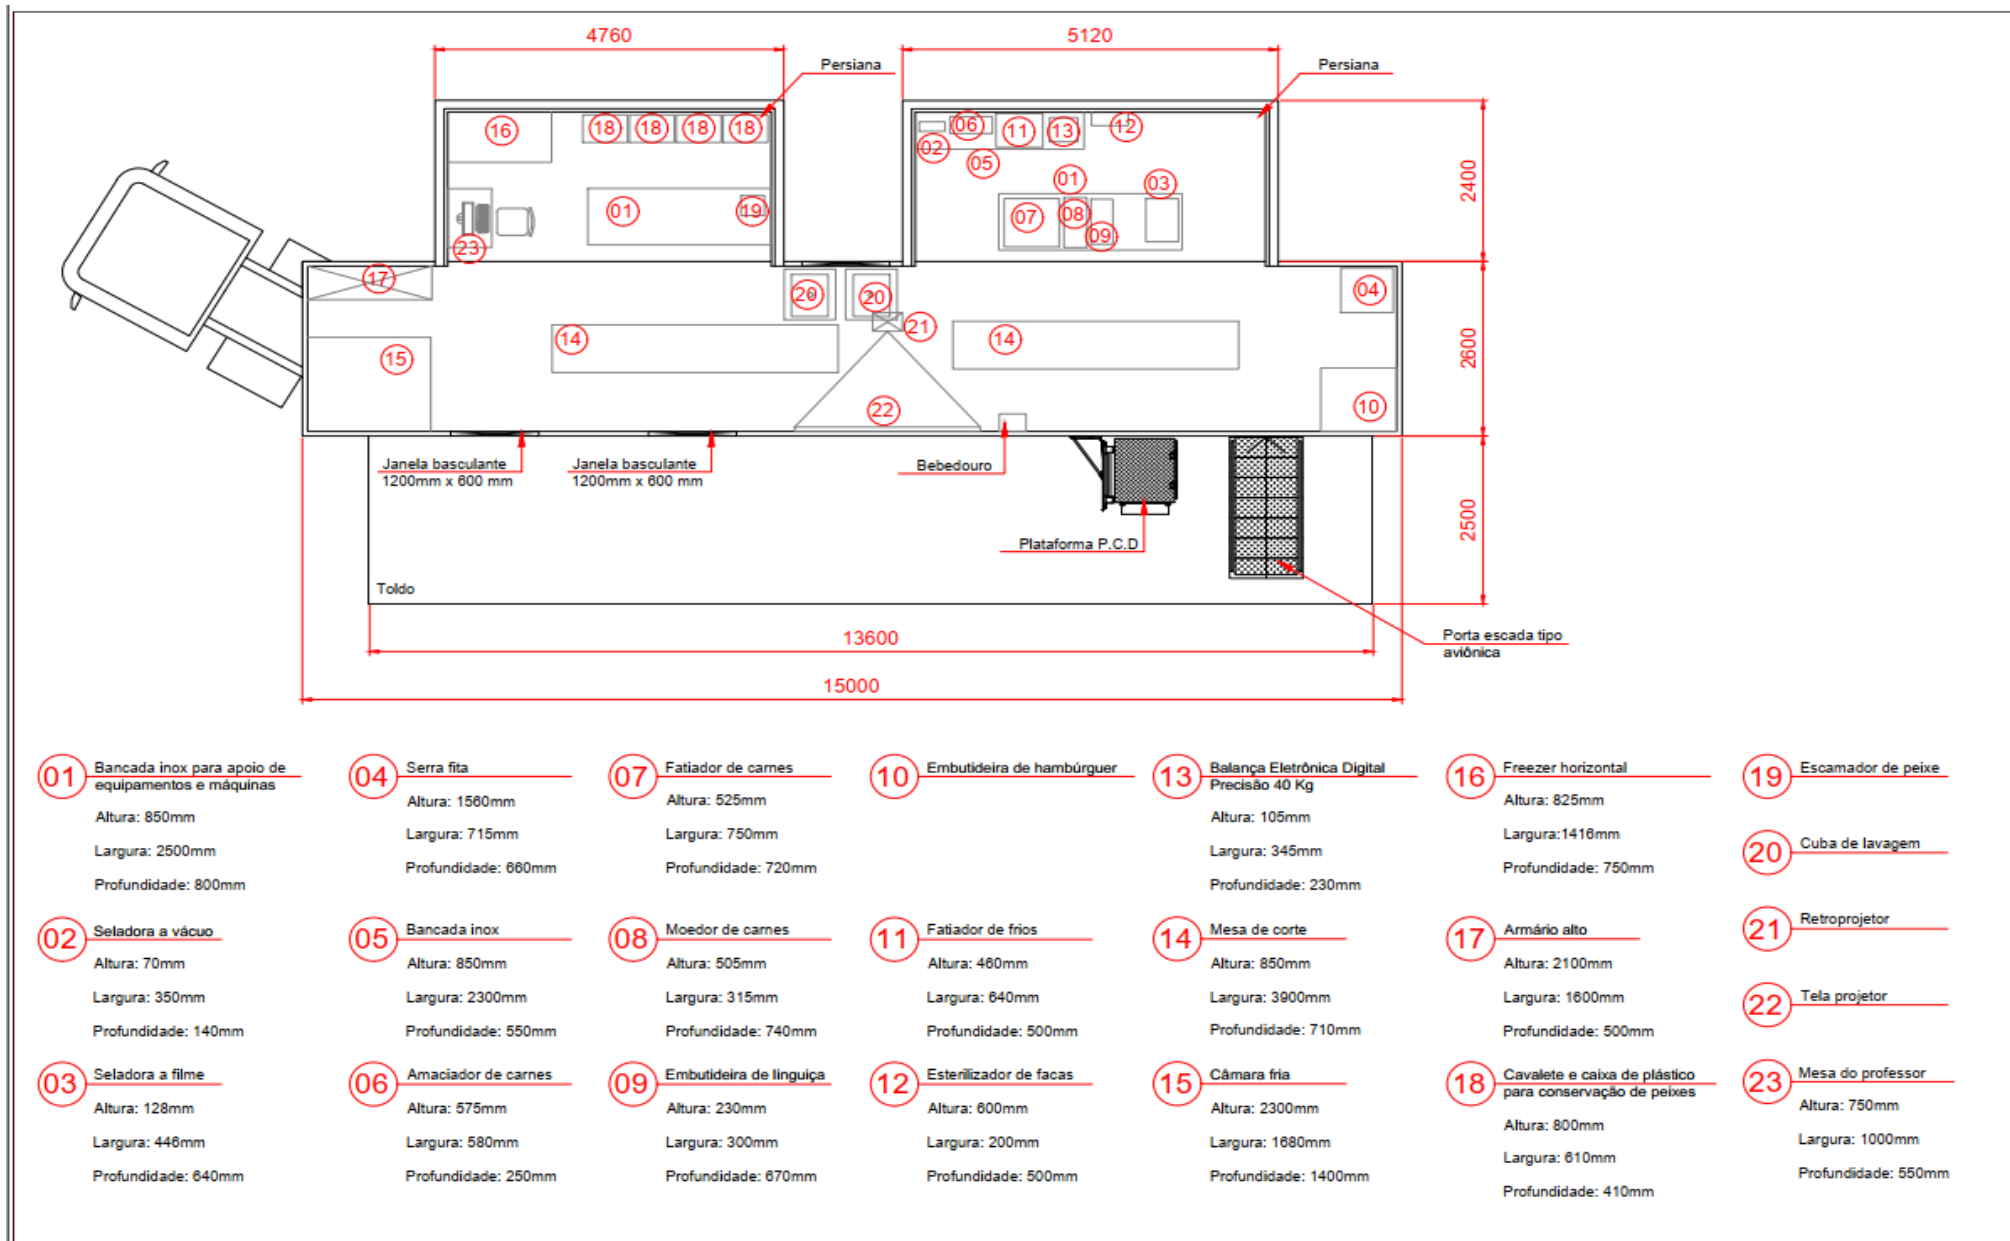 4760
5120
Persiana
Persiana
16
18
18
18
18
01
19
23
06
11
13
12
02
05
01
03
07
08
09
2400
17
20
20
21
04
14
14
15
22
10
2600
Janela basculante
1200mm x 600 mm
Janela basculante
1200mm x 600 mm
Bebedouro
Plataforma P.C.D
2500
Toldo
Porta escada tipo
aviônica
13600
15000
01
Bancada inox para apoio de
equipamentos e máquinas
Altura: 850mm
Largura: 2500mm
Profundidade: 800mm
04
Serra fita
Altura: 1560mm
Largura: 715mm
Profundidade: 660mm
07
Fatiador de carnes
Altura: 525mm
Largura: 750mm
Profundidade: 720mm
10
Embutideira de hambúrguer
13
Balança Eletrônica Digital
Precisão 40 Kg
Altura: 105mm
Largura: 345mm
Profundidade: 230mm
16
Freezer horizontal
Altura: 825mm
Largura:1416mm
Profundidade: 750mm
19
Escamador de peixe
20
Cuba de lavagem
02
Seladora a vácuo
Altura: 70mm
Largura: 350mm
Profundidade: 140mm
05
Bancada inox
Altura: 850mm
Largura: 2300mm
Profundidade: 550mm
08
Moedor de carnes
Altura: 505mm
Largura: 315mm
Profundidade: 740mm
11
Fatiador de frios
Altura: 460mm
Largura: 640mm
Profundidade: 500mm
14
Mesa de corte
Altura: 850mm
Largura: 3900mm
Profundidade: 710mm
17
Armário alto
Altura: 2100mm
Largura: 1600mm
Profundidade: 500mm
21
Retroprojetor
22
Tela projetor
03
Seladora a filme
Altura: 128mm
Largura: 446mm
Profundidade: 640mm
06
Amaciador de carnes
Altura: 575mm
Largura: 580mm
Profundidade: 250mm
09
Embutideira de linguiça
Altura: 230mm
Largura: 300mm
Profundidade: 670mm
12
Esterilizador de facas
Altura: 600mm
Largura: 200mm
Profundidade: 500mm
15
Câmara fria
Altura: 2300mm
Largura: 1680mm
Profundidade: 1400mm
18
Cavalete e caixa de plástico
para conservação de peixes
Altura: 800mm
Largura: 610mm
Profundidade: 410mm
23
Mesa do professor
Altura: 750mm
Largura: 1000mm
Profundidade: 550mm